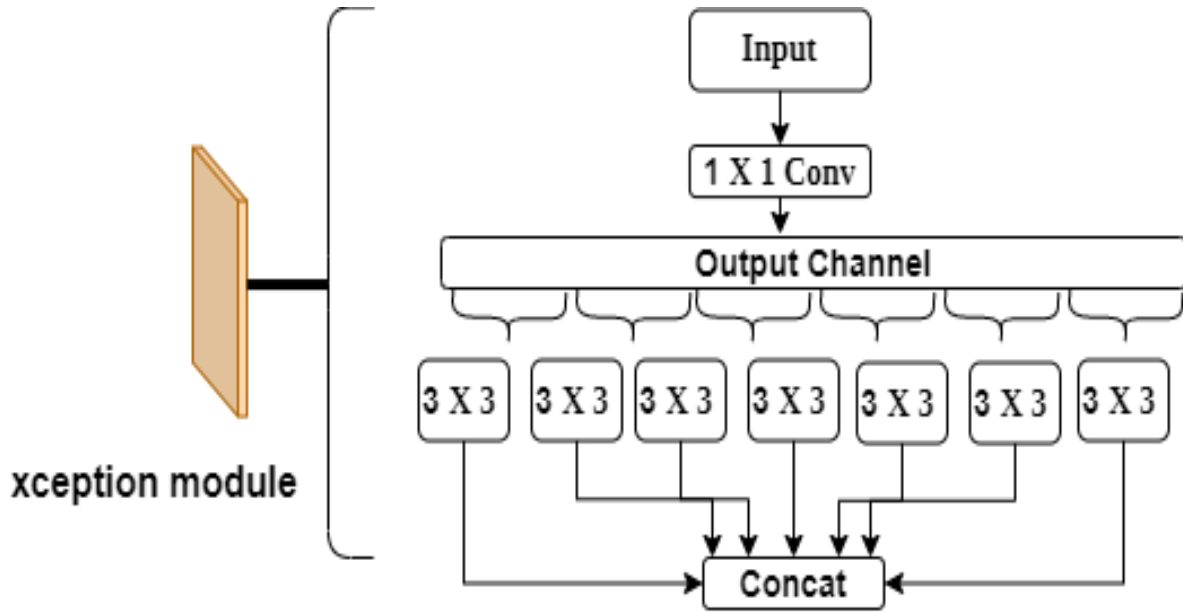 Input
1 X 1 Conv
Output Channel
3 X 3
3 X 3
3 X 3
3 X 3
3 X 3
3 X 3
3 X 3
xception module
Concat